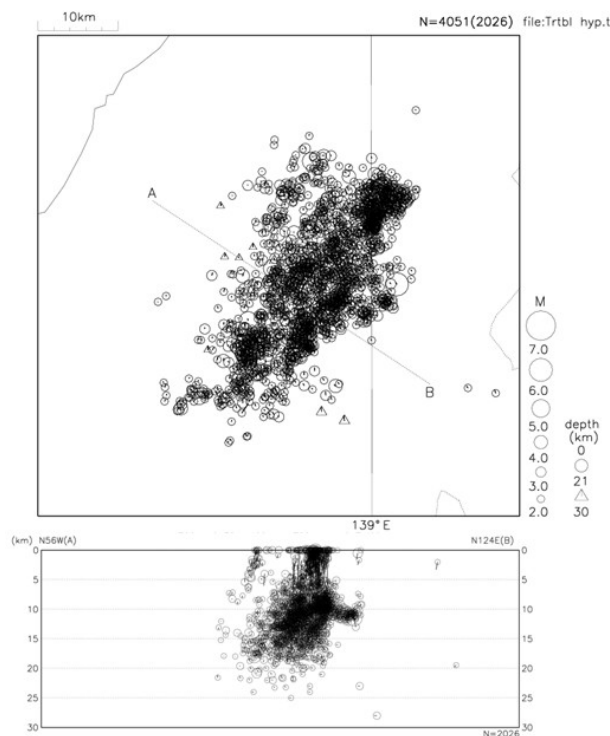 10km
N=4051(2026) file:Trtbl hyp.t
A
B
M
7.0
6.0
5.0
4.0
3.0
2.0
depth
(km)
0
21
30
139°E
(km) N56W(A) N124E(B)
0 0
5 5
10 10
15 15
20 20
25 25
30 30
N=2026